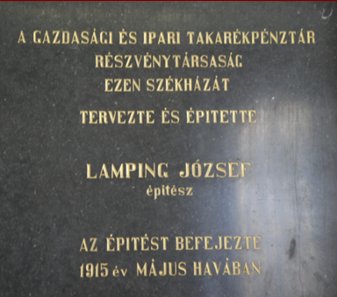 A GAZDASÁGI ÉS IPARI TAKARÉKPÉNZTÁR
RÉSZVÉNYTÁRSASÁG
EZEN SZÉKHÁZÁT
TERVEZTE ÉS ÉPITETTE
LAMPING JÓZSEF
épitész
AZ ÉPITÉST BEFEJEZTE
1915 év MÁJUS HAVÁBAN